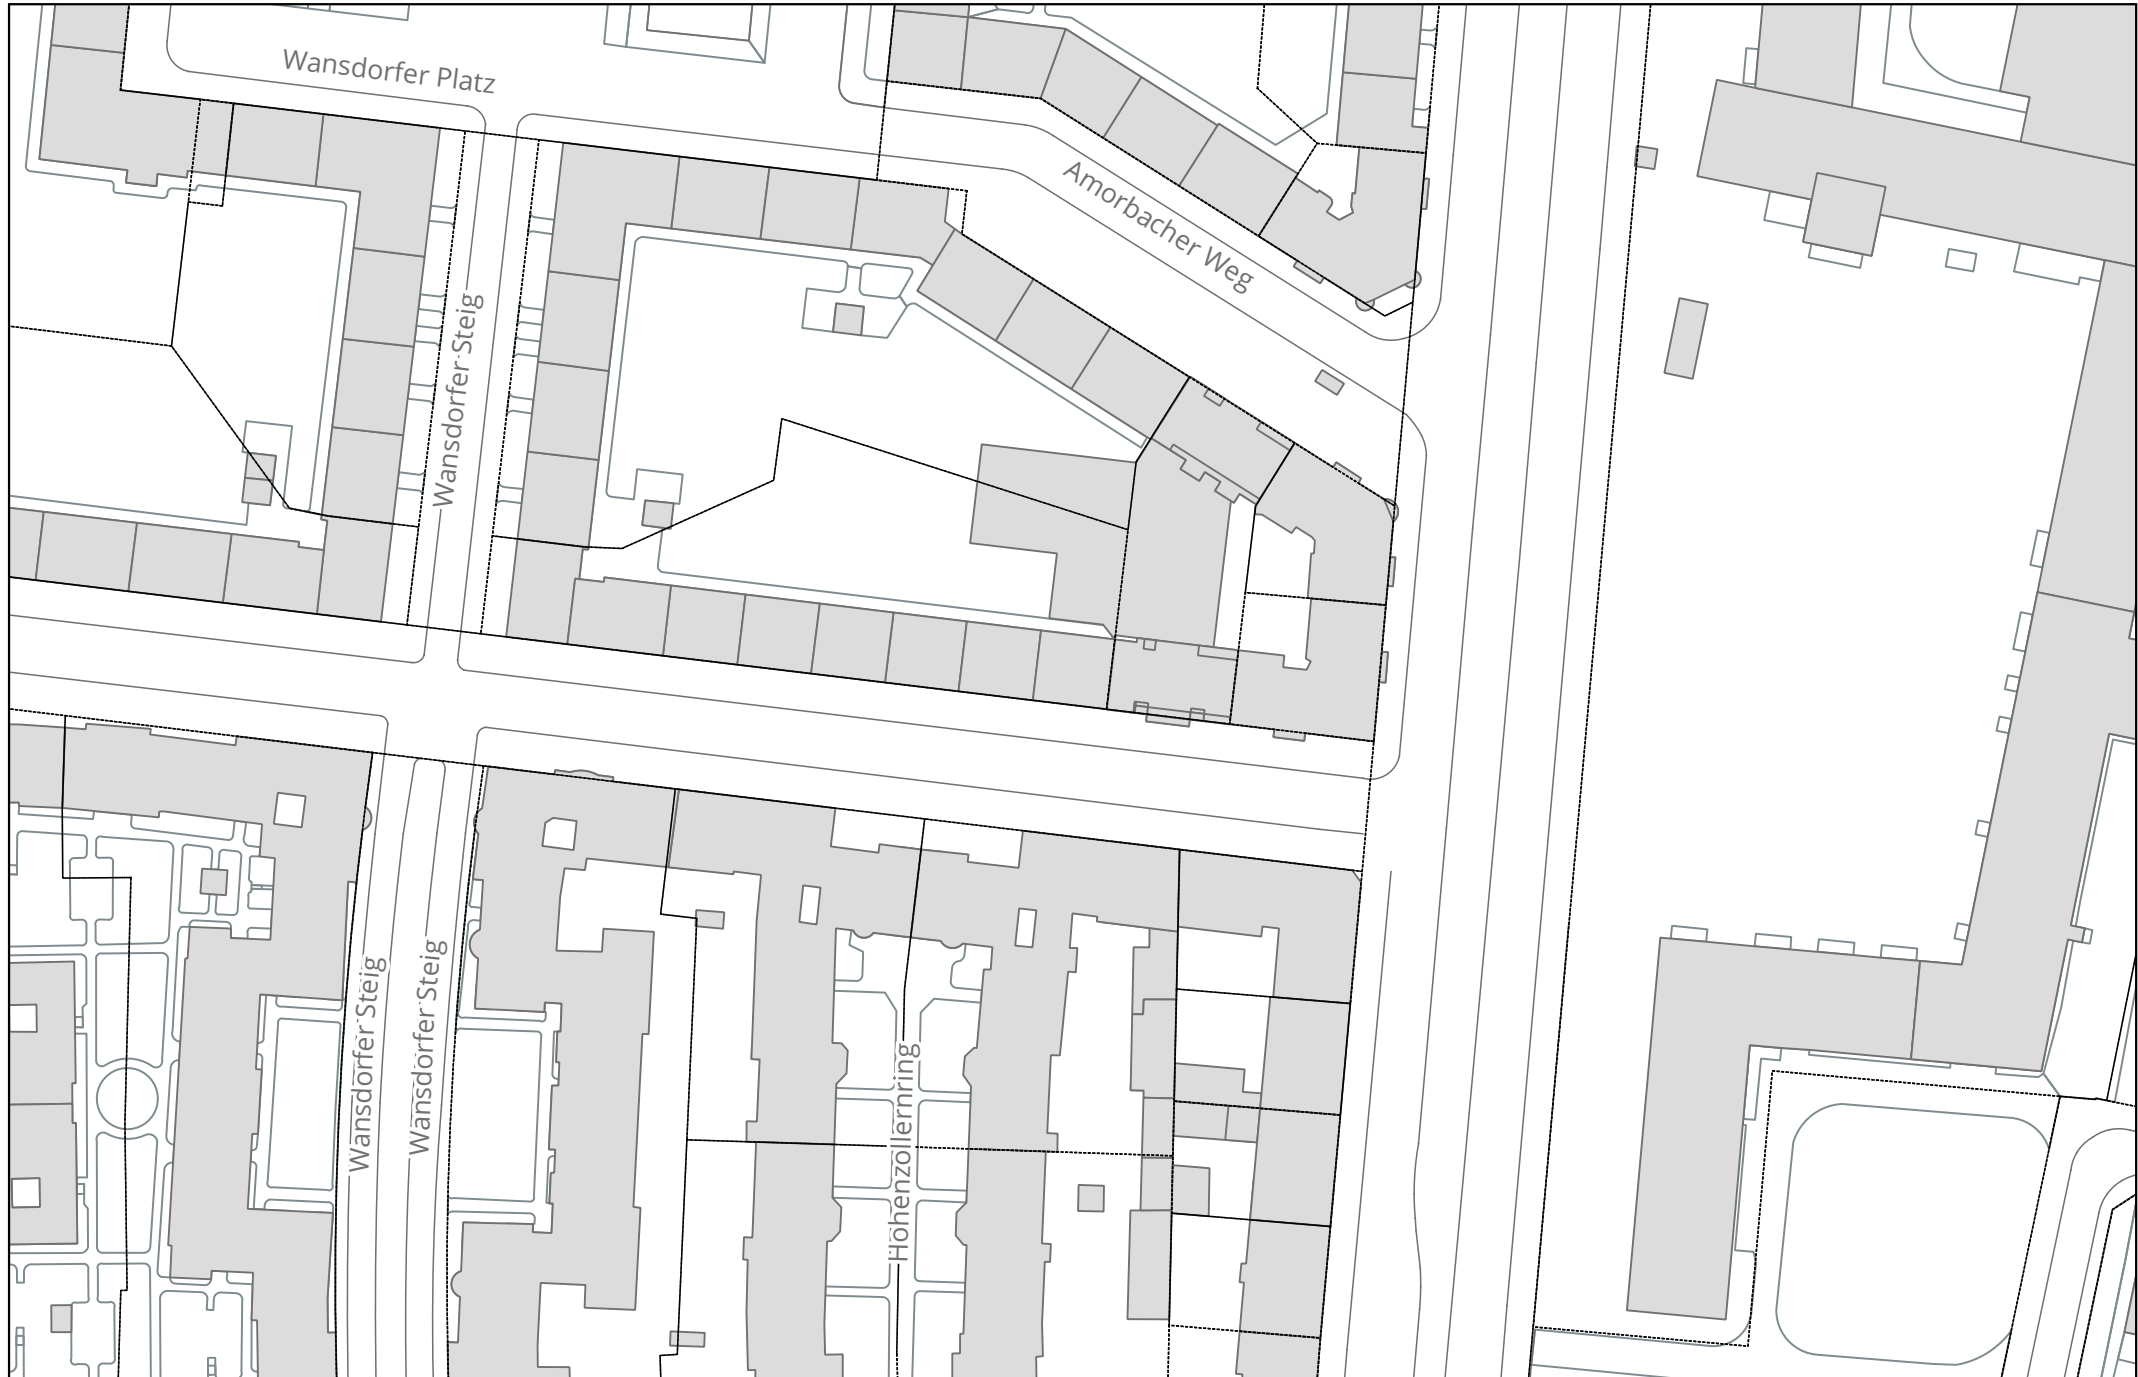 Wansdorfer Platz
Amorbacher Weg
Wansdorfer Steig
Wansdorfer Steig
Wansdorfer Steig
Hohenzollernring